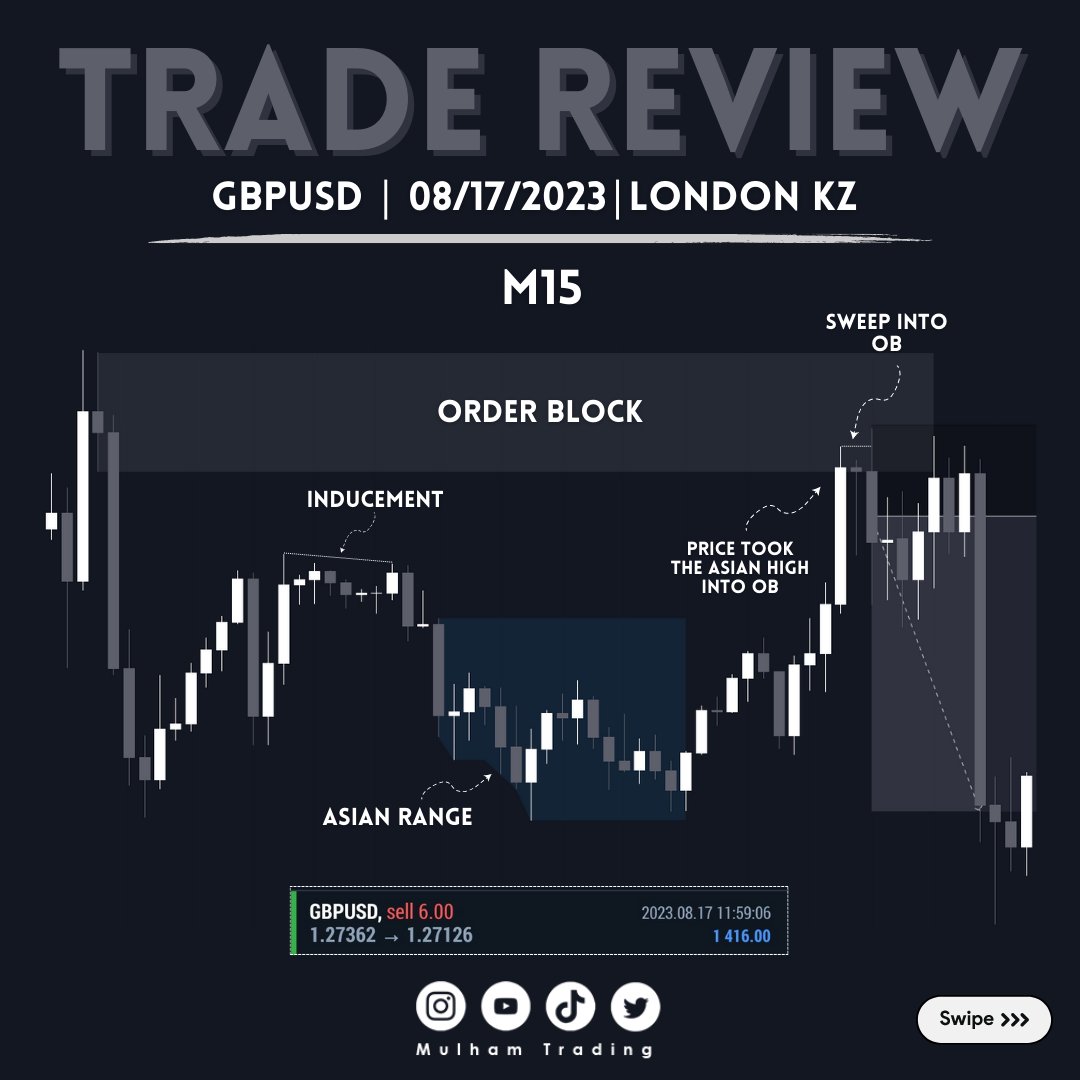 TRADE REVIEW
GBPUSD | 08/17/2023|LONDON KZ
M15
SWEEP INTO
OB
ORDER BLOCK
INDUCEMENT
PRICE TOOK
THE ASIAN HIGH
INTO OB
ASIAN RANGE
GBPUSD, sell 6.00 2023.08.17 11:59:06
1.27362 → 1.27126 1 416.00
Mulham Trading
Swipe >>>